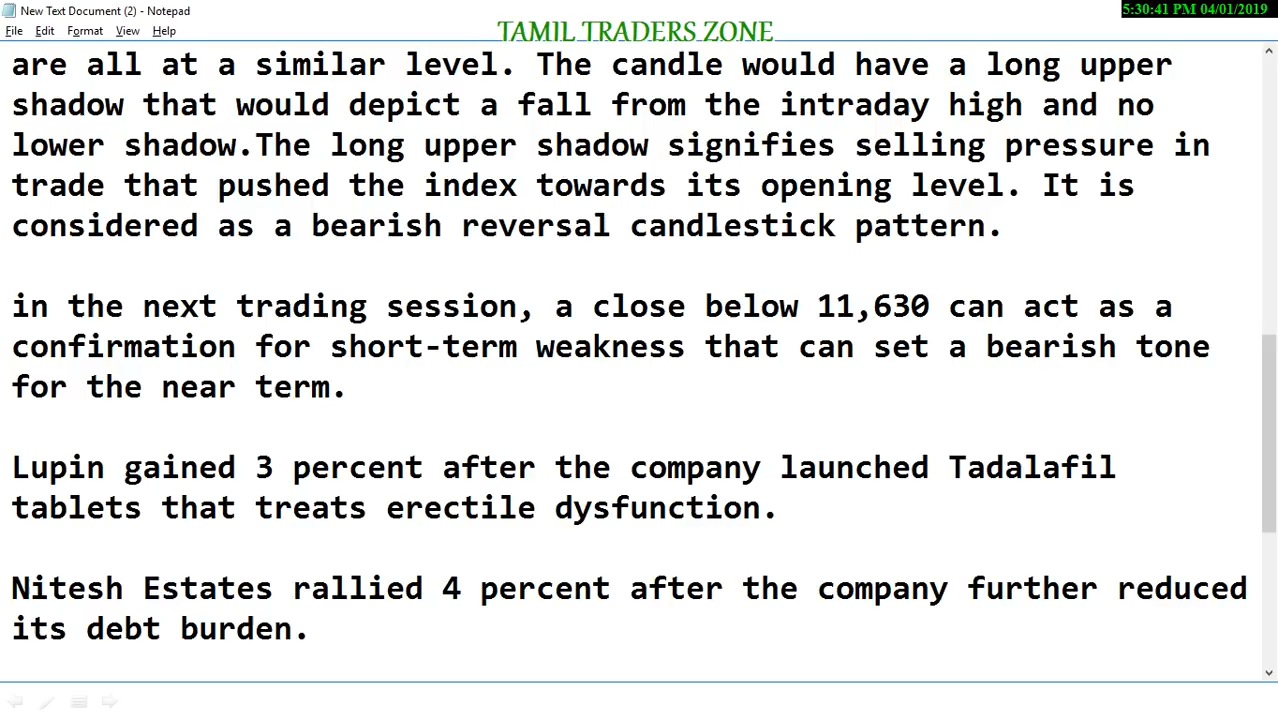 New Text Document (2) - Notepad
5:30:41 PM 04/01/2019
File Edit Format View Help
TAMIL TRADERS ZONE
are all at a similar level. The candle would have a long upper
shadow that would depict a fall from the intraday high and no
lower shadow.The long upper shadow signifies selling pressure in
trade that pushed the index towards its opening level. It is
considered as a bearish reversal candlestick pattern.
in the next trading session, a close below 11,630 can act as a
confirmation for short-term weakness that can set a bearish tone
for the near term.
Lupin gained 3 percent after the company launched Tadalafil
tablets that treats erectile dysfunction.
Nitesh Estates rallied 4 percent after the company further reduced
its debt burden.